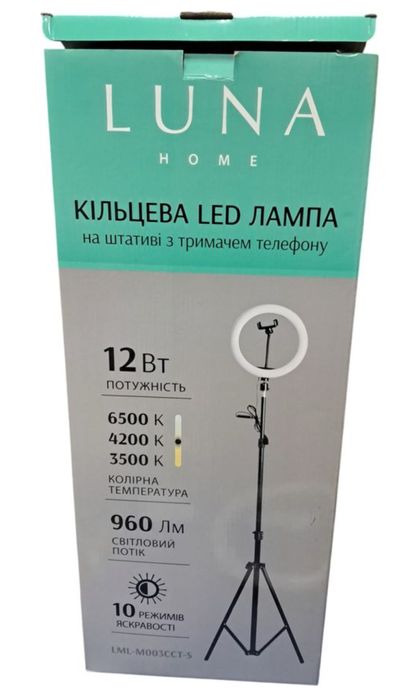 LUNA
HOME
КІЛЬЦЕВА LED ЛАМПА
на штативі з тримачем телефону
12 Вт
ПОТУЖНІСТЬ
6500 К
4200 К
3500 К
КОЛІРНА
ТЕМПЕРАТУРА
960 Лм
СВІТЛОВИЙ
ПОТІК
10 РЕЖИМІВ
ЯСКРАВОСТІ
LML-M003CCT-S